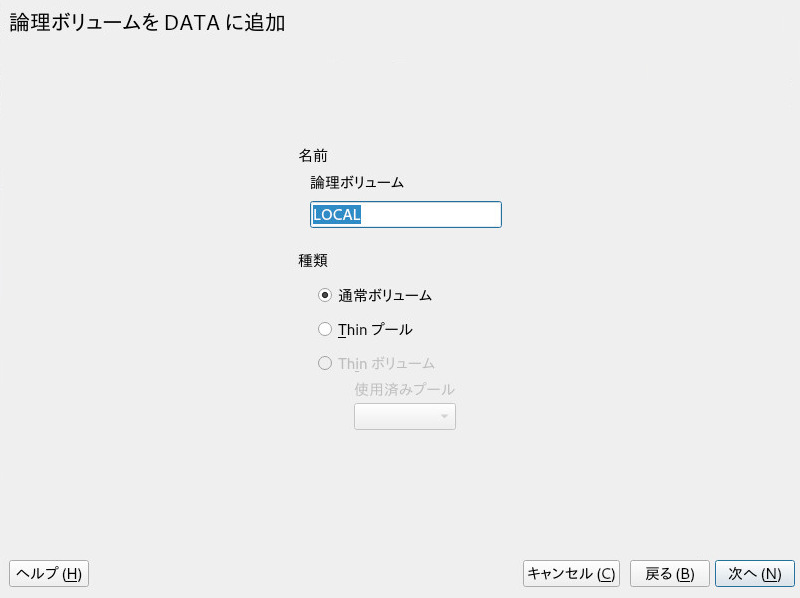 論理ボリュームを DATA に追加
名前
論理ボリューム
LOCAL
種類
通常ボリューム
Thin プール
Thin ボリューム
使用済みプール
ヘルプ (H)
キャンセル (C)
戻る (B)
次へ (N)